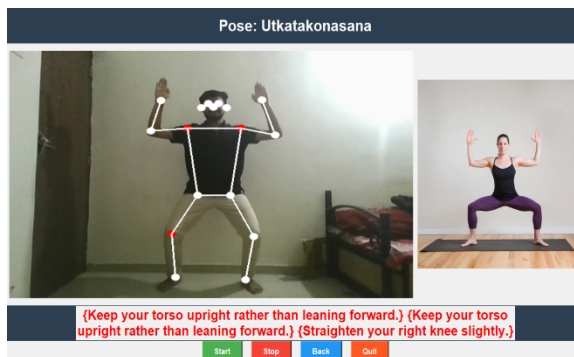 Pose: Utkatakonasana
{Keep your torso upright rather than leaning forward.} {Keep your torso
upright rather than leaning forward.} {Straighten your right knee slightly.}
Start Stop Back Quit